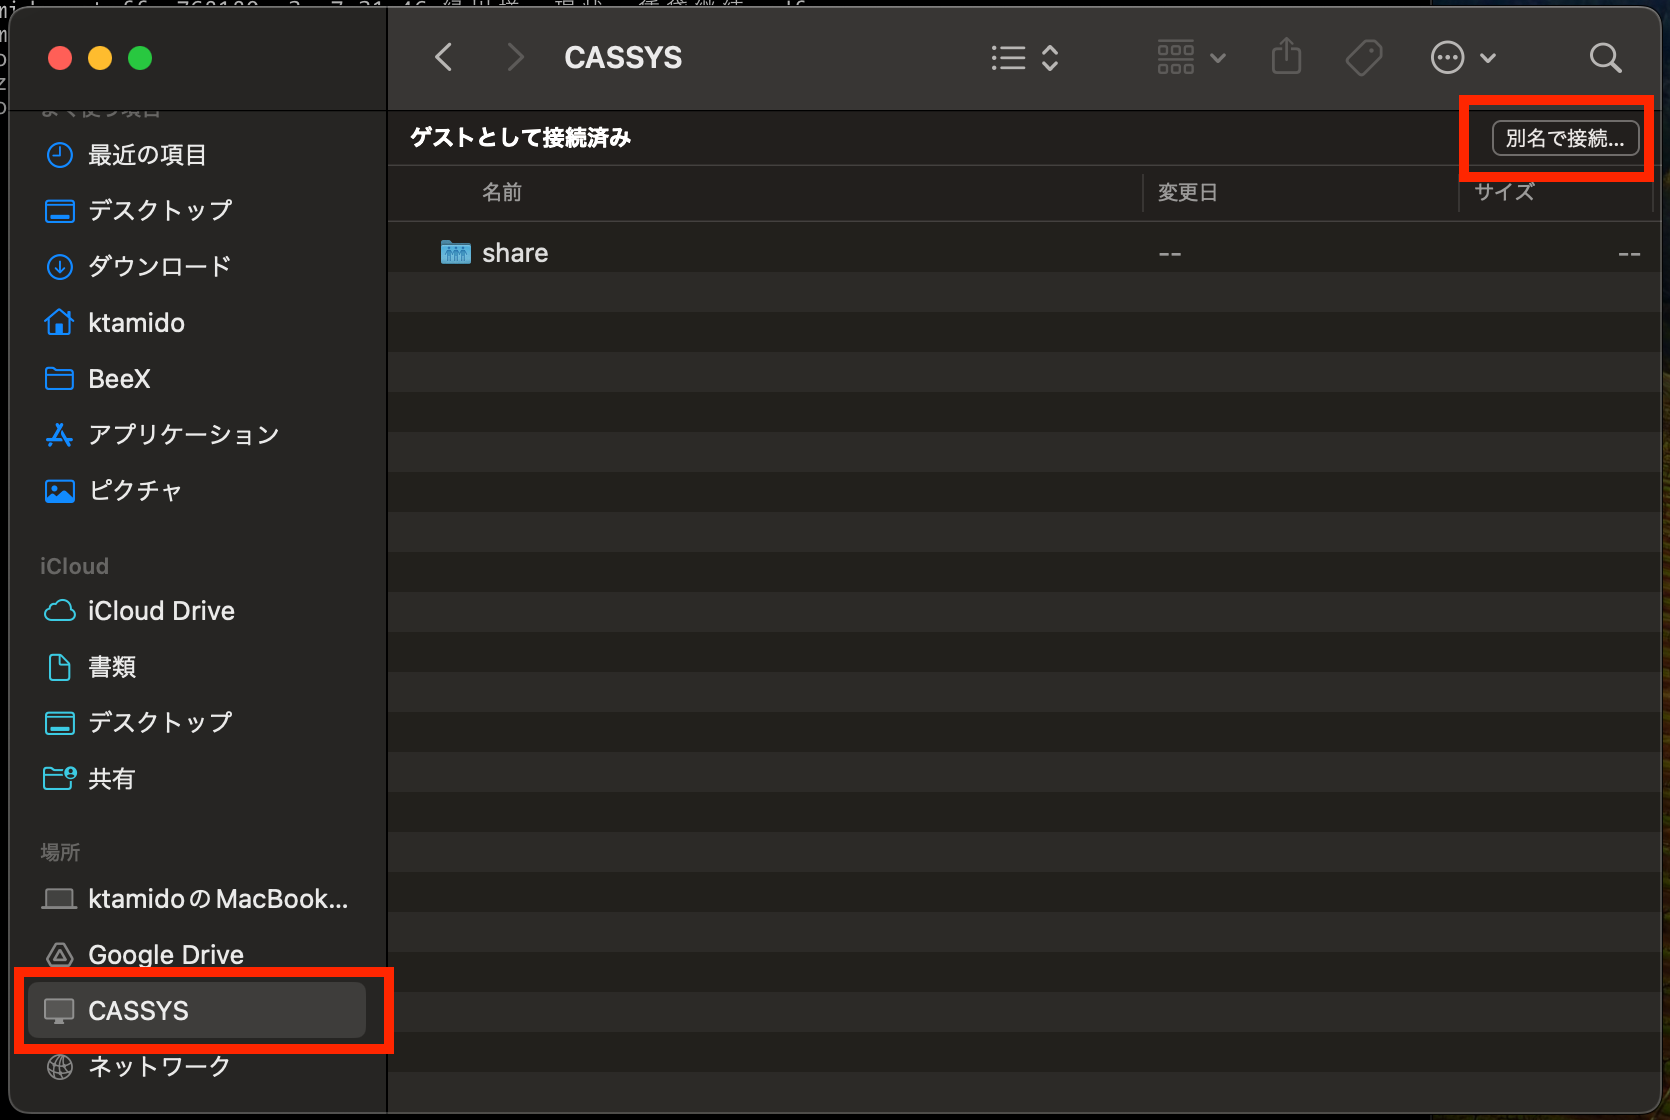 CASSYS
よく使う項目
最近の項目
デスクトップ
ダウンロード
ktamido
BeeX
アプリケーション
ピクチャ
iCloud
iCloud Drive
書類
デスクトップ
共有
場所
ktamidoのMacBook...
Google Drive
CASSYS
ネットワーク
ゲストとして接続済み
別名で接続...
名前 変更日 サイズ
share -- --